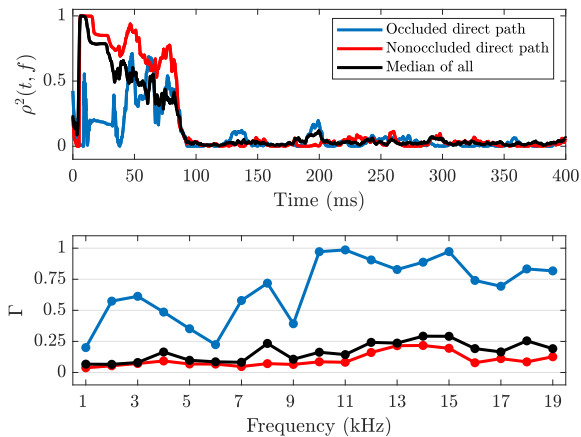 1
0.5
0
ρ²(t, f)
Occluded direct path
Nonoccluded direct path
Median of all
0 50 100 150 200 250 300 350 400
Time (ms)
1
0.75
0.5
0.25
0
Γ
1 3 5 7 9 11 13 15 17 19
Frequency (kHz)